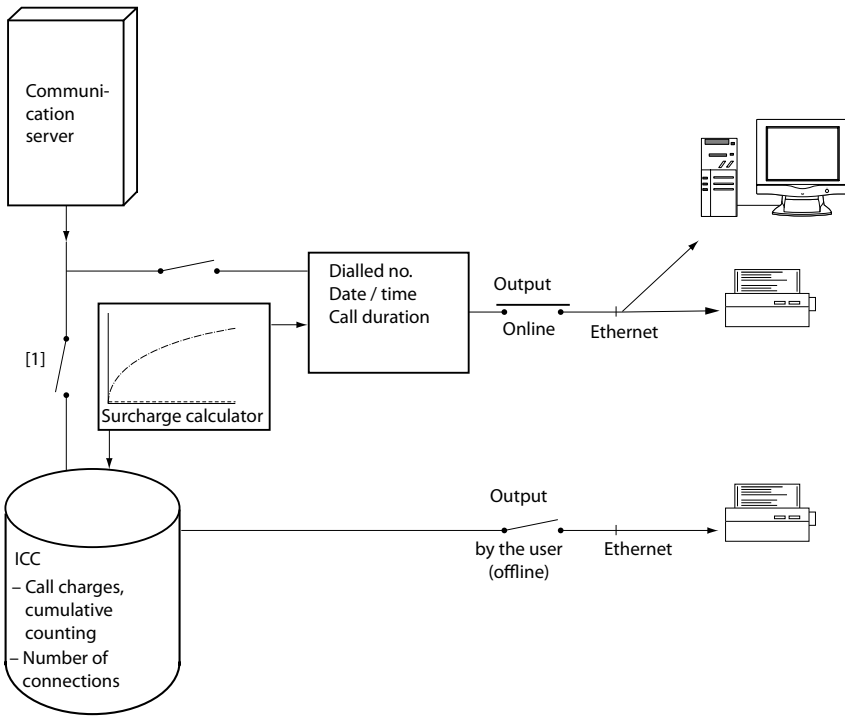 Communi-
cation
server
Dialled no.
Date / time
Call duration
Output
Online
Ethernet
[1]
Surcharge calculator
Output
by the user
(offline)
Ethernet
ICC
– Call charges,
cumulative
counting
– Number of
connections